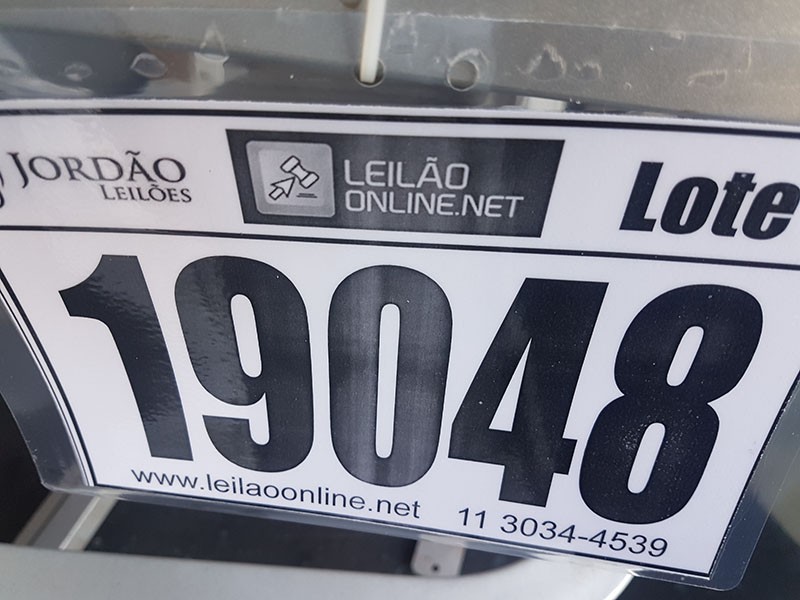 JORDÃO
LEILÕES
LEILÃO
ONLINE.NET
Lote
19048
www.leilaoonline.net
11 3034-4539